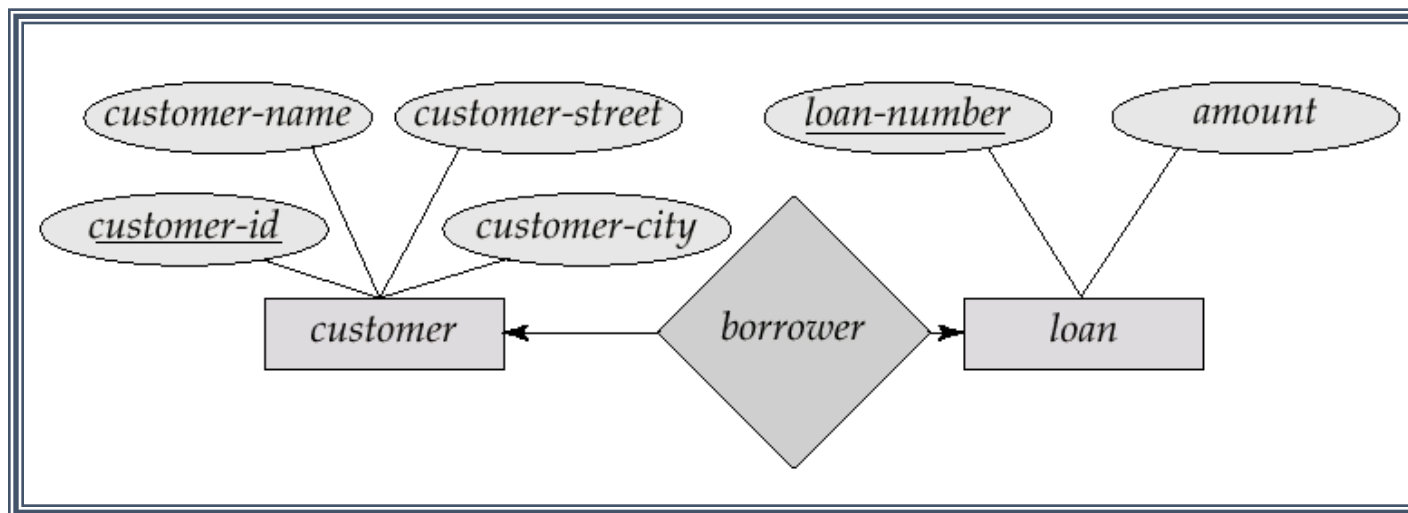 customer-name
customer-street
loan-number
amount
customer-id
customer-city
customer
borrower
loan